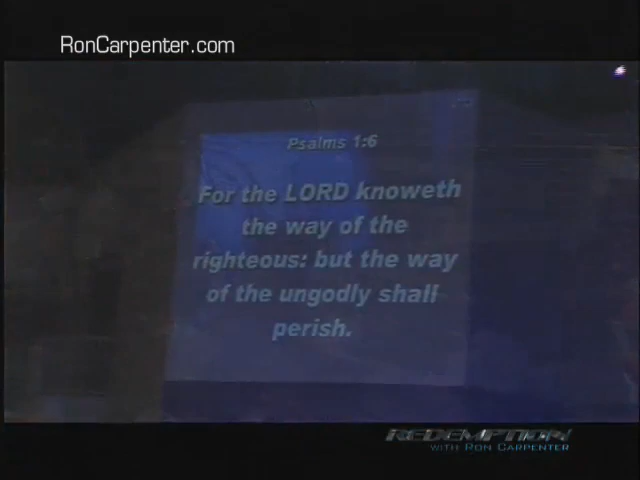 RonCarpenter.com
Psalms 1:6
For the LORD knoweth
the way of the
righteous: but the way
of the ungodly shall
perish.
REDEMPTION
WITH RON CARPENTER